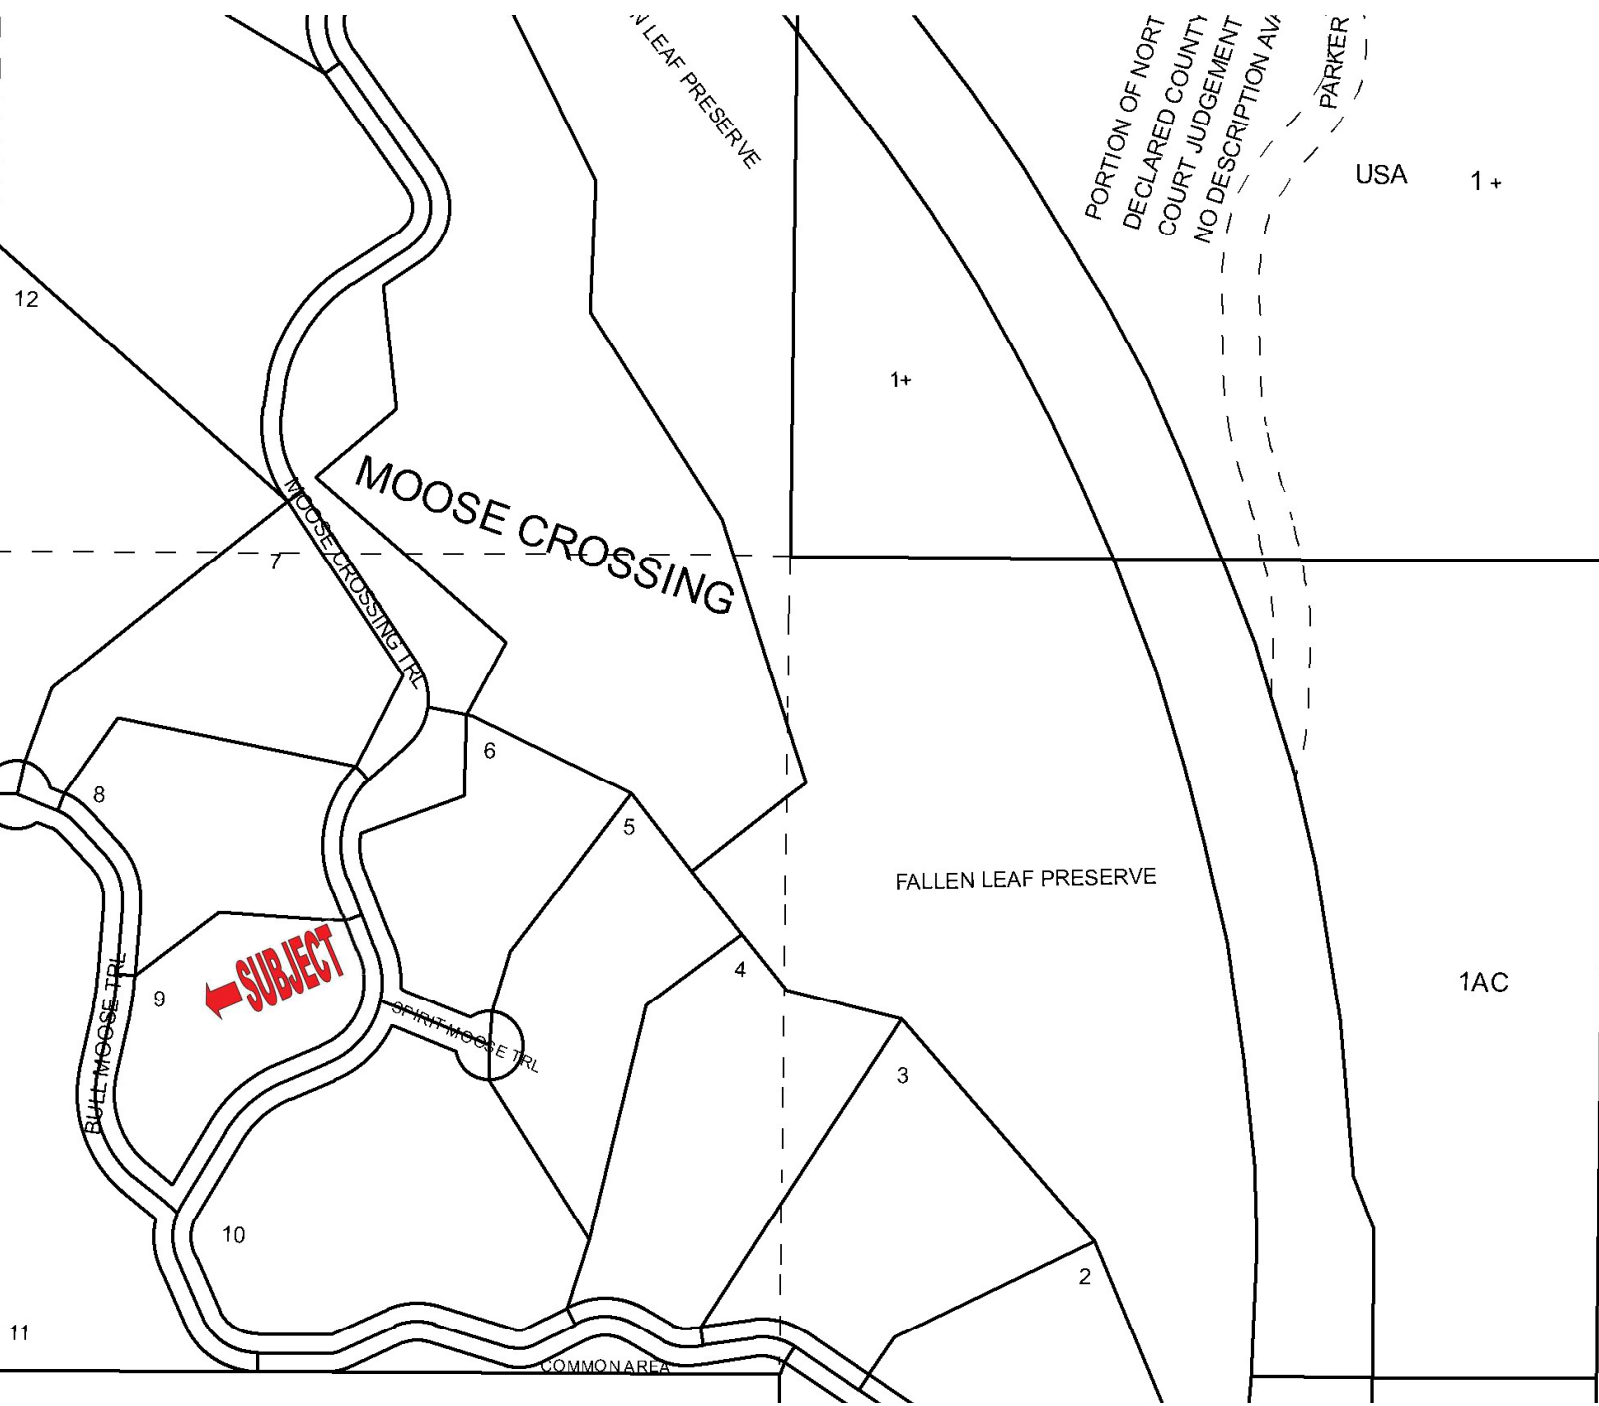 N LEAF PRESERVE
PORTION OF NORT
DECLARED COUNTY
COURT JUDGEMENT
NO DESCRIPTION AVA
PARKER
USA
1 +
12
1+
MOOSE CROSSING
MOOSE CROSSING TRL
7
6
8
5
FALLEN LEAF PRESERVE
SUBJECT
4
9
1AC
BULL MOOSE TRL
SPIRIT MOOSE TRL
3
10
2
11
COMMON AREA